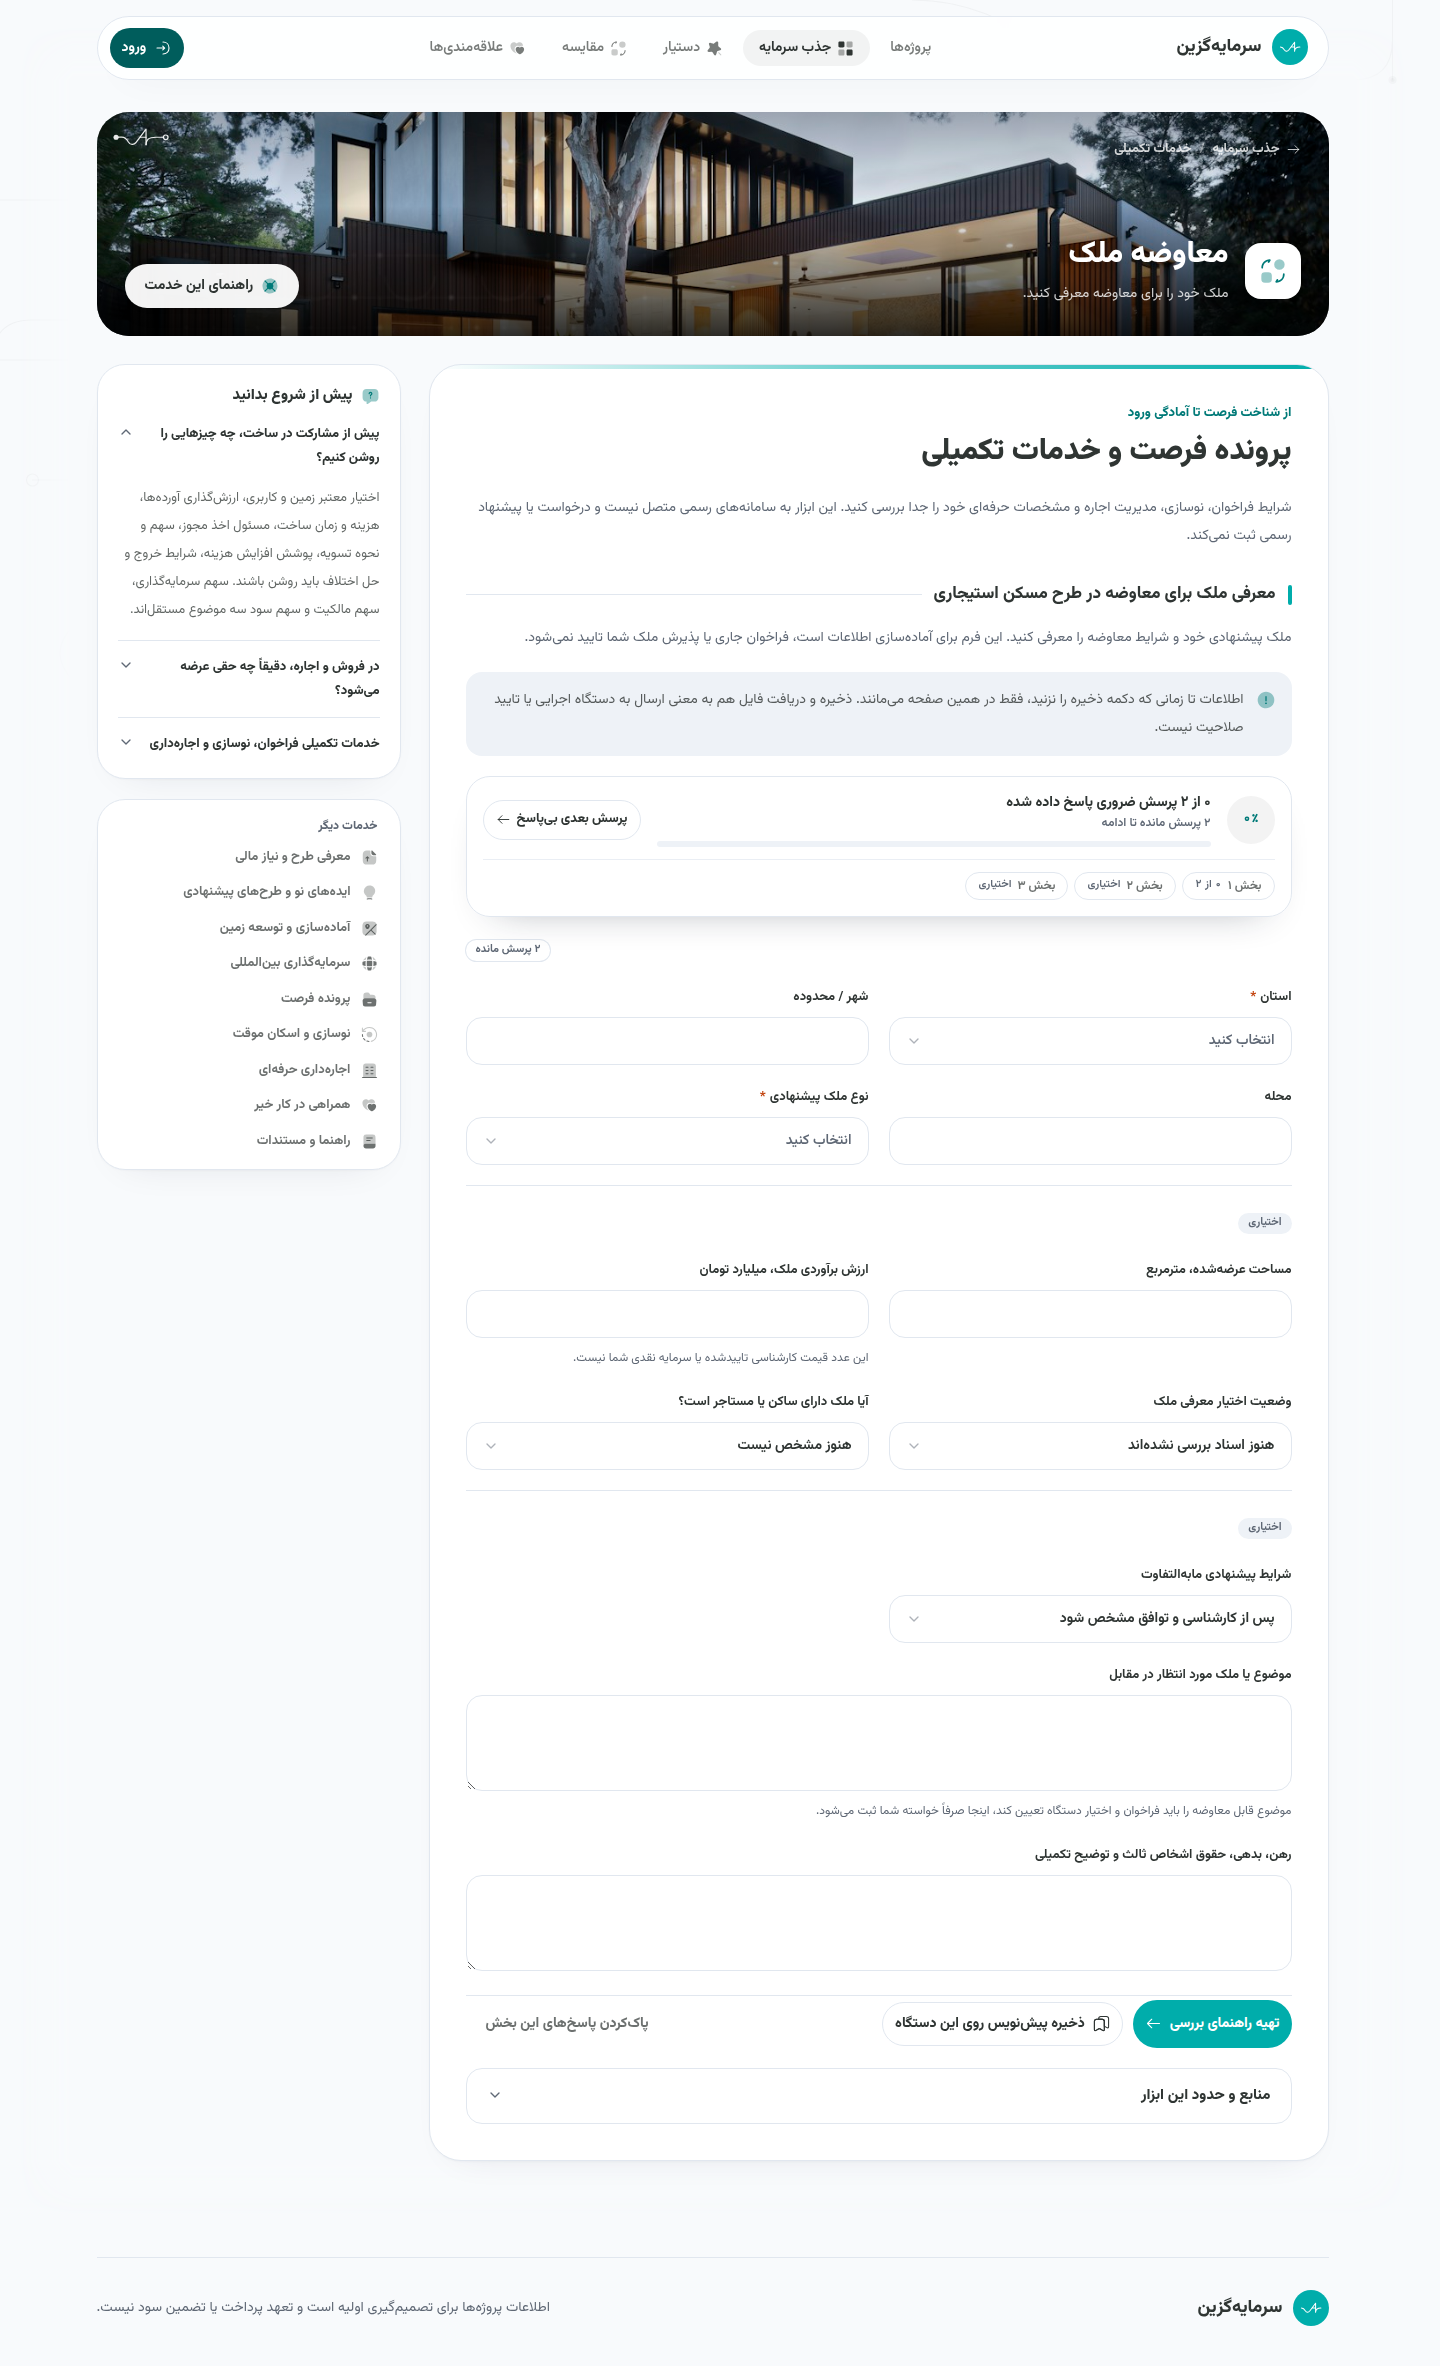 سرمایه‌گزین
پروژه‌ها
جذب سرمایه
دستیار
مقایسه
علاقه‌مندی‌ها
ورود
جذب سرمایه
خدمات تکمیلی
معاوضه ملک
ملک خود را برای معاوضه معرفی کنید.
راهنمای این خدمت
از شناخت فرصت تا آمادگی ورود
پرونده فرصت و خدمات تکمیلی
شرایط فراخوان، نوسازی، مدیریت اجاره و مشخصات حرفه‌ای خود را جدا بررسی کنید. این ابزار به سامانه‌های رسمی متصل نیست و درخواست یا پیشنهاد
رسمی ثبت نمی‌کند.
معرفی ملک برای معاوضه در طرح مسکن استیجاری
ملک پیشنهادی خود و شرایط معاوضه را معرفی کنید. این فرم برای آماده‌سازی اطلاعات است، فراخوان جاری یا پذیرش ملک شما تایید نمی‌شود.
اطلاعات تا زمانی که دکمه ذخیره را نزنید، فقط در همین صفحه می‌مانند. ذخیره و دریافت فایل هم به معنی ارسال به دستگاه اجرایی یا تایید
صلاحیت نیست.
۰٪
۰ از ۲ پرسش ضروری پاسخ داده شده
۲ پرسش مانده تا ادامه
پرسش بعدی بی‌پاسخ
بخش ۱ ۰ از ۲
بخش ۲ اختیاری
بخش ۳ اختیاری
۲ پرسش مانده
استان *
شهر / محدوده
انتخاب کنید
محله
نوع ملک پیشنهادی *
انتخاب کنید
اختیاری
مساحت عرضه‌شده، مترمربع
ارزش برآوردی ملک، میلیارد تومان
این عدد قیمت کارشناسی تاییدشده یا سرمایه نقدی شما نیست.
وضعیت اختیار معرفی ملک
آیا ملک دارای ساکن یا مستاجر است؟
هنوز اسناد بررسی نشده‌اند
هنوز مشخص نیست
اختیاری
شرایط پیشنهادی مابه‌التفاوت
پس از کارشناسی و توافق مشخص شود
موضوع یا ملک مورد انتظار در مقابل
موضوع قابل معاوضه را باید فراخوان و اختیار دستگاه تعیین کند، اینجا صرفاً خواسته شما ثبت می‌شود.
رهن، بدهی، حقوق اشخاص ثالث و توضیح تکمیلی
تهیه راهنمای بررسی
ذخیره پیش‌نویس روی این دستگاه
پاک‌کردن پاسخ‌های این بخش
منابع و حدود این ابزار
پیش از شروع بدانید
پیش از مشارکت در ساخت، چه چیزهایی را
روشن کنیم؟
اختیار معتبر زمین و کاربری، ارزش‌گذاری آورده‌ها،
هزینه و زمان ساخت، مسئول اخذ مجوز، سهم و
نحوه تسویه، پوشش افزایش هزینه، شرایط خروج و
حل اختلاف باید روشن باشند. سهم سرمایه‌گذاری،
سهم مالکیت و سهم سود سه موضوع مستقل‌اند.
در فروش و اجاره، دقیقاً چه حقی عرضه
می‌شود؟
خدمات تکمیلی فراخوان، نوسازی و اجاره‌داری
خدمات دیگر
معرفی طرح و نیاز مالی
ایده‌های نو و طرح‌های پیشنهادی
آماده‌سازی و توسعه زمین
سرمایه‌گذاری بین‌المللی
پرونده فرصت
نوسازی و اسکان موقت
اجاره‌داری حرفه‌ای
همراهی در کار خیر
راهنما و مستندات
سرمایه‌گزین
اطلاعات پروژه‌ها برای تصمیم‌گیری اولیه است و تعهد پرداخت یا تضمین سود نیست.